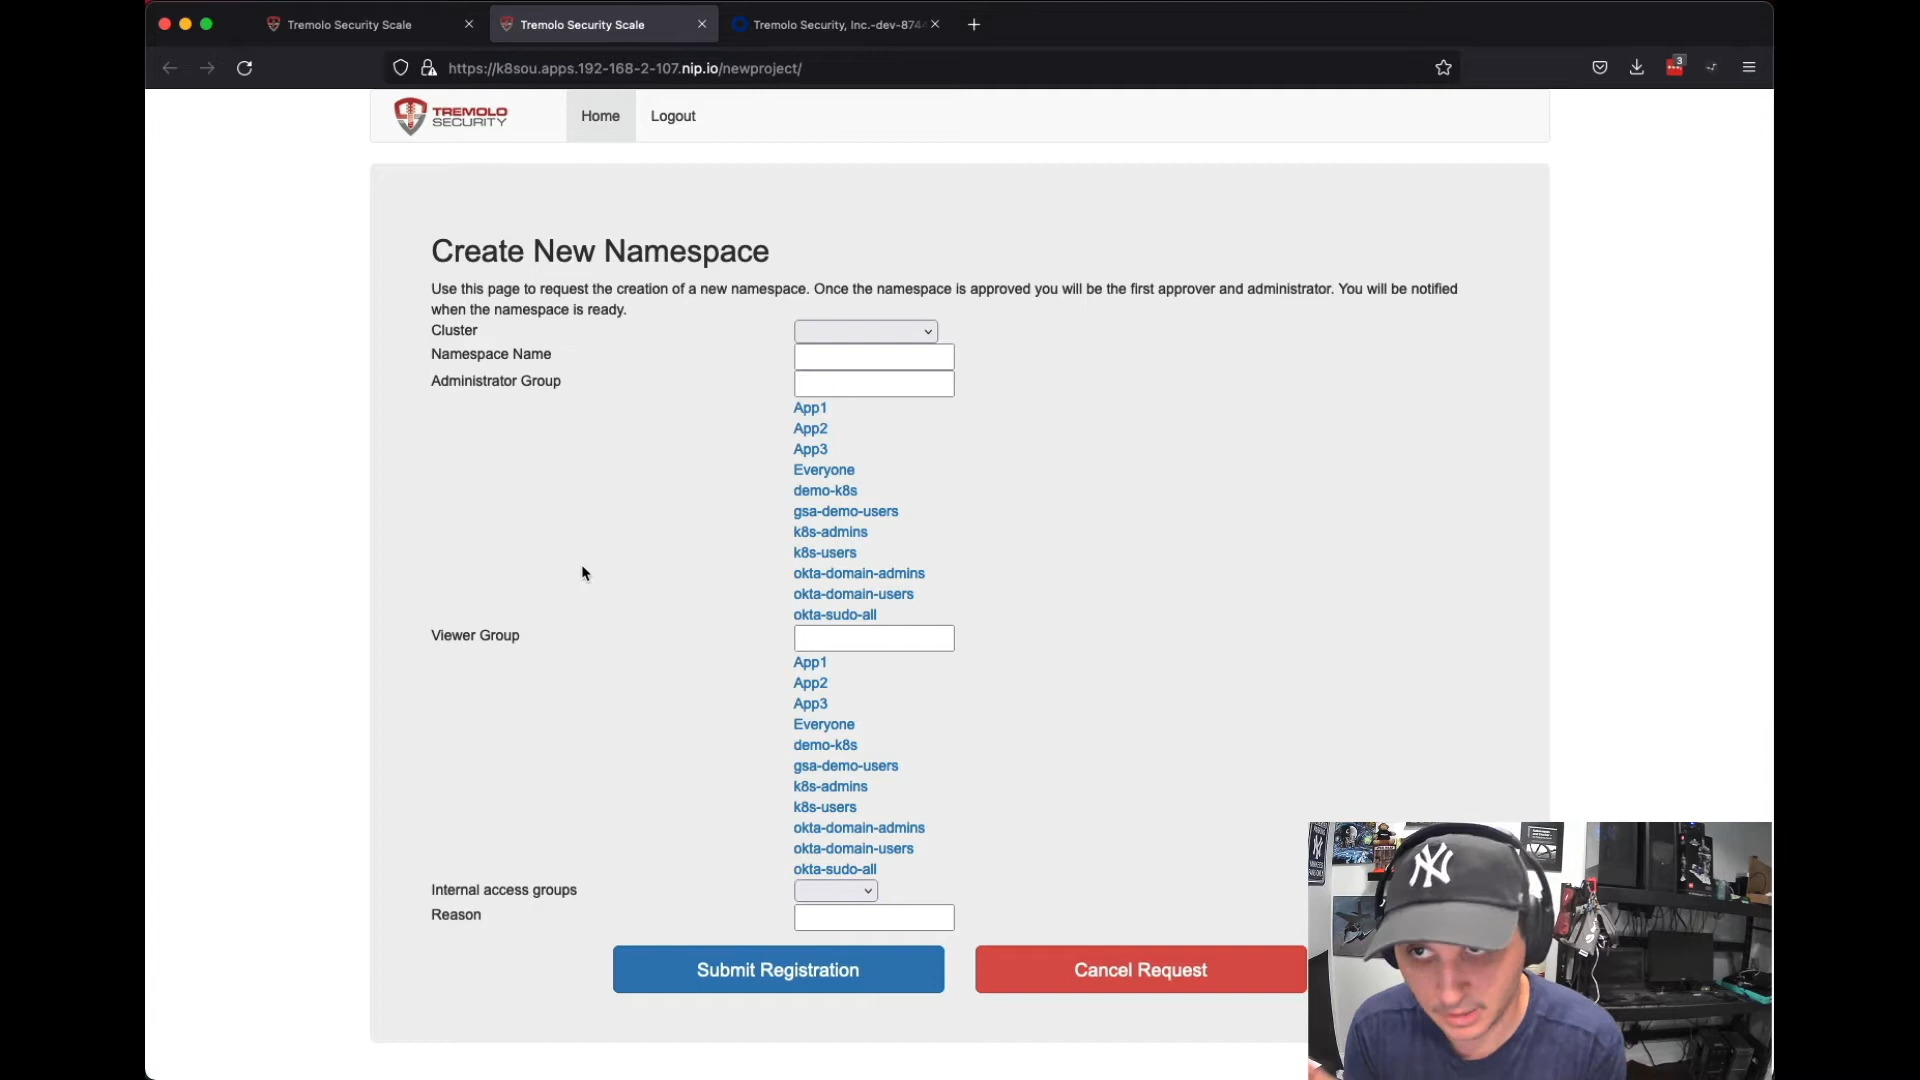 Tremolo Security Scale
Tremolo Security Scale
Tremolo Security, Inc.-dev-874
https://k8sou.apps.192-168-2-107.nip.io/newproject/
3
TREMOLO
SECURITY
Home
Logout
Create New Namespace
Use this page to request the creation of a new namespace. Once the namespace is approved you will be the first approver and administrator. You will be notified
when the namespace is ready.
Cluster
Namespace Name
Administrator Group
App1
App2
App3
Everyone
demo-k8s
gsa-demo-users
k8s-admins
k8s-users
okta-domain-admins
okta-domain-users
okta-sudo-all
Viewer Group
App1
App2
App3
Everyone
demo-k8s
gsa-demo-users
k8s-admins
k8s-users
okta-domain-admins
okta-domain-users
okta-sudo-all
Internal access groups
Reason
Submit Registration
Cancel Request
NY